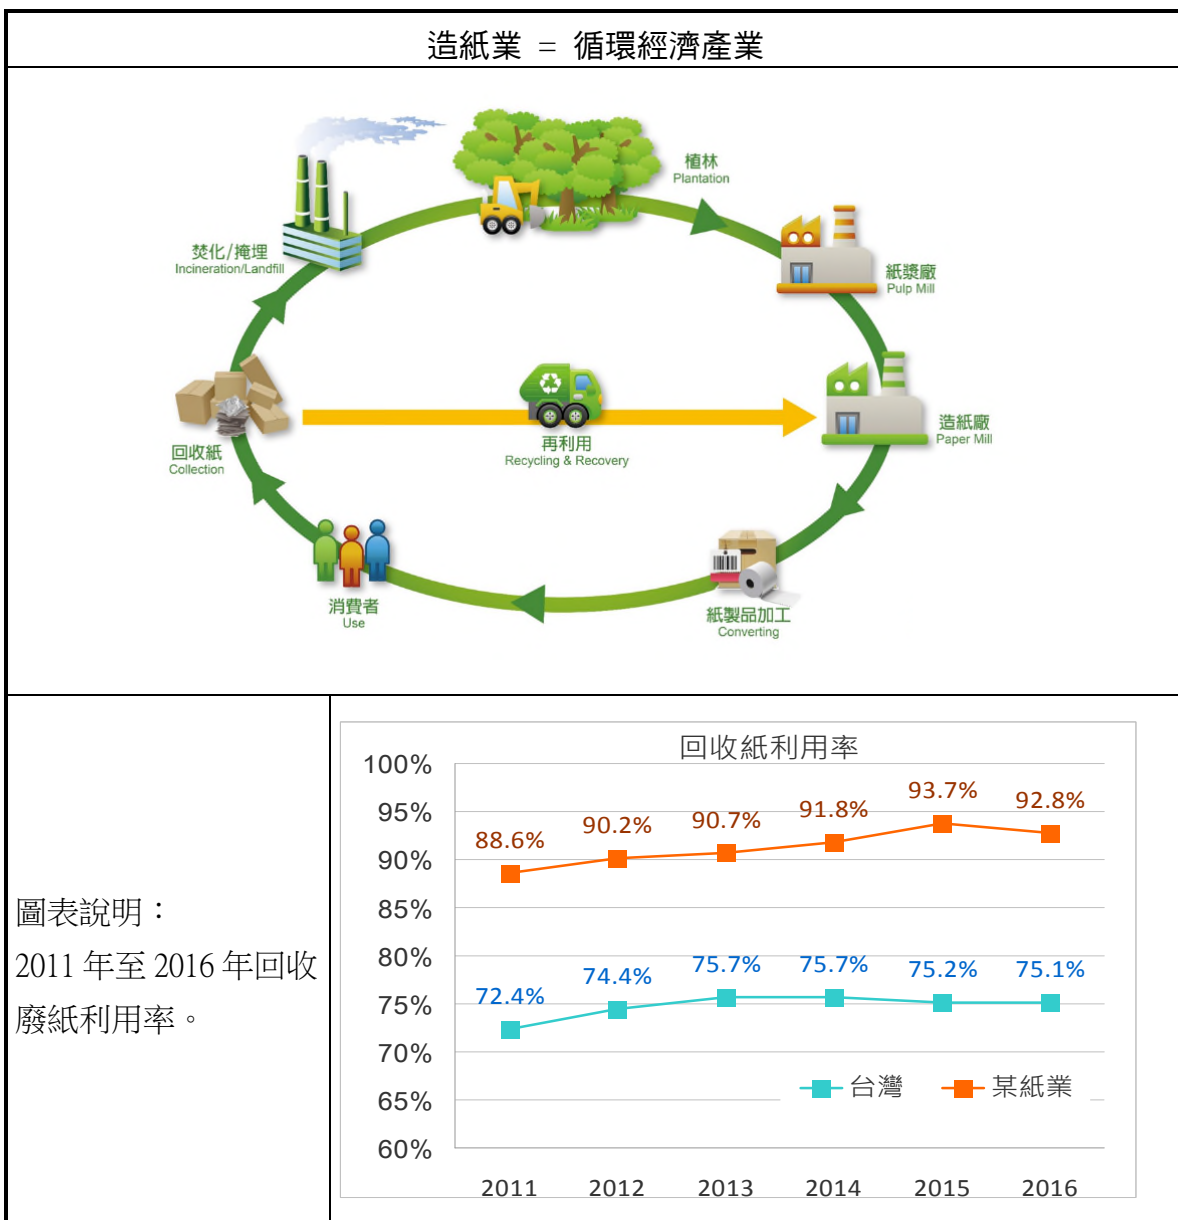 造紙業 = 循環經濟產業
植林
Plantation
焚化/掩埋
Incineration/Landfill
紙漿廠
Pulp Mill
造紙廠
Paper Mill
再利用
Recycling & Recovery
回收紙
Collection
消費者
Use
紙製品加工
Converting
圖表說明：
2011 年至 2016 年回收
廢紙利用率。
回收紙利用率
100%
95%
90%
85%
80%
75%
70%
65%
60%
88.6%
90.2%
90.7%
91.8%
93.7%
92.8%
72.4%
74.4%
75.7%
75.7%
75.2%
75.1%
台灣
某紙業
2011
2012
2013
2014
2015
2016